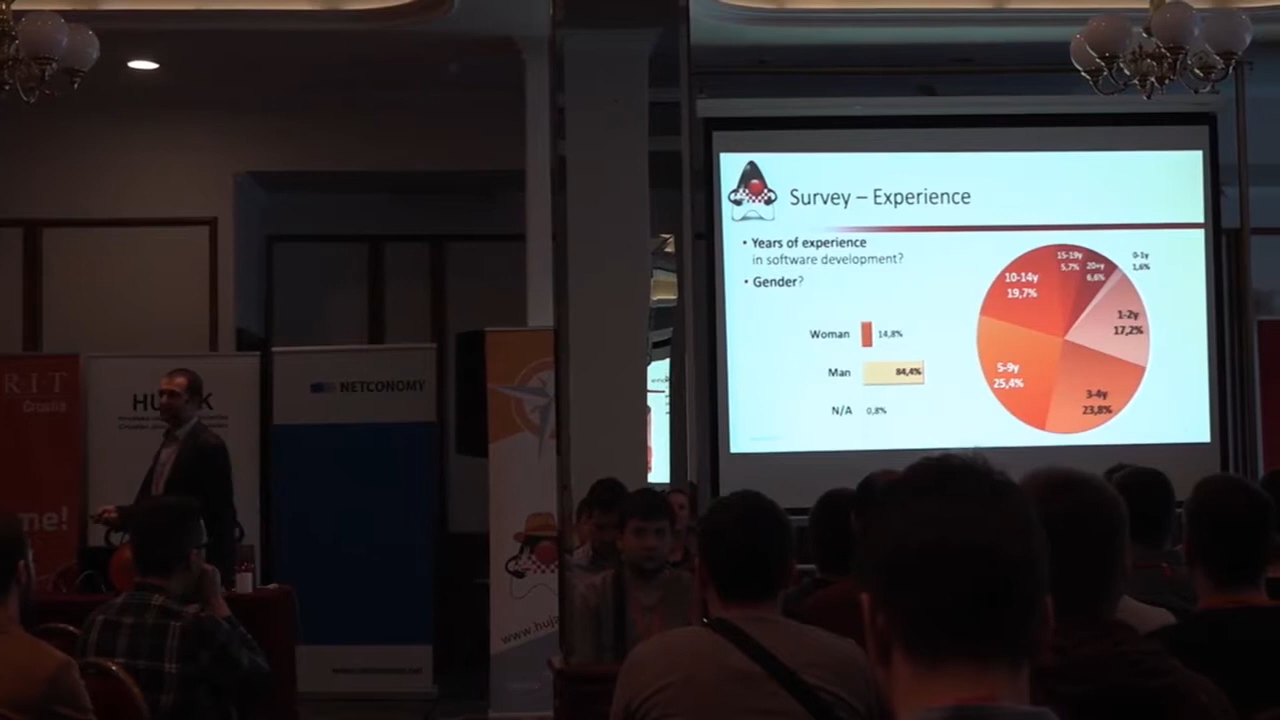 Survey – Experience
• Years of experience
in software development?
• Gender?
Woman 14,8%
Man 84,4%
N/A 0,8%
15-19y
5,7%
20+y
6,6%
0-1y
1,6%
10-14y
19,7%
1-2y
17,2%
5-9y
25,4%
3-4y
23,8%
RIT
Croatia
me!
NETCONOMY